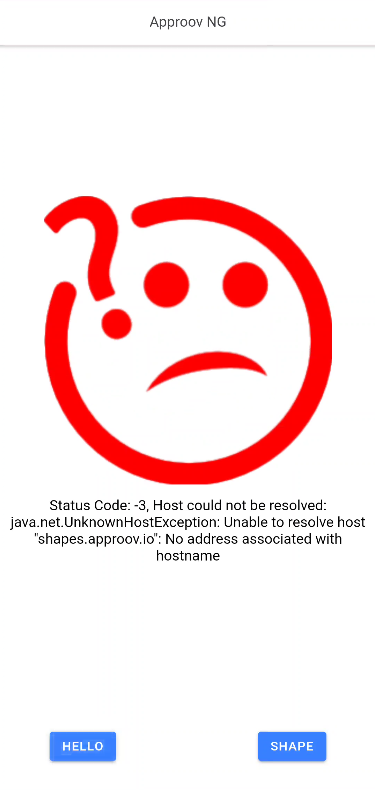 Approov NG
?
Status Code: -3, Host could not be resolved:
java.net.UnknownHostException: Unable to resolve host
"shapes.approov.io": No address associated with
hostname
HELLO
SHAPE